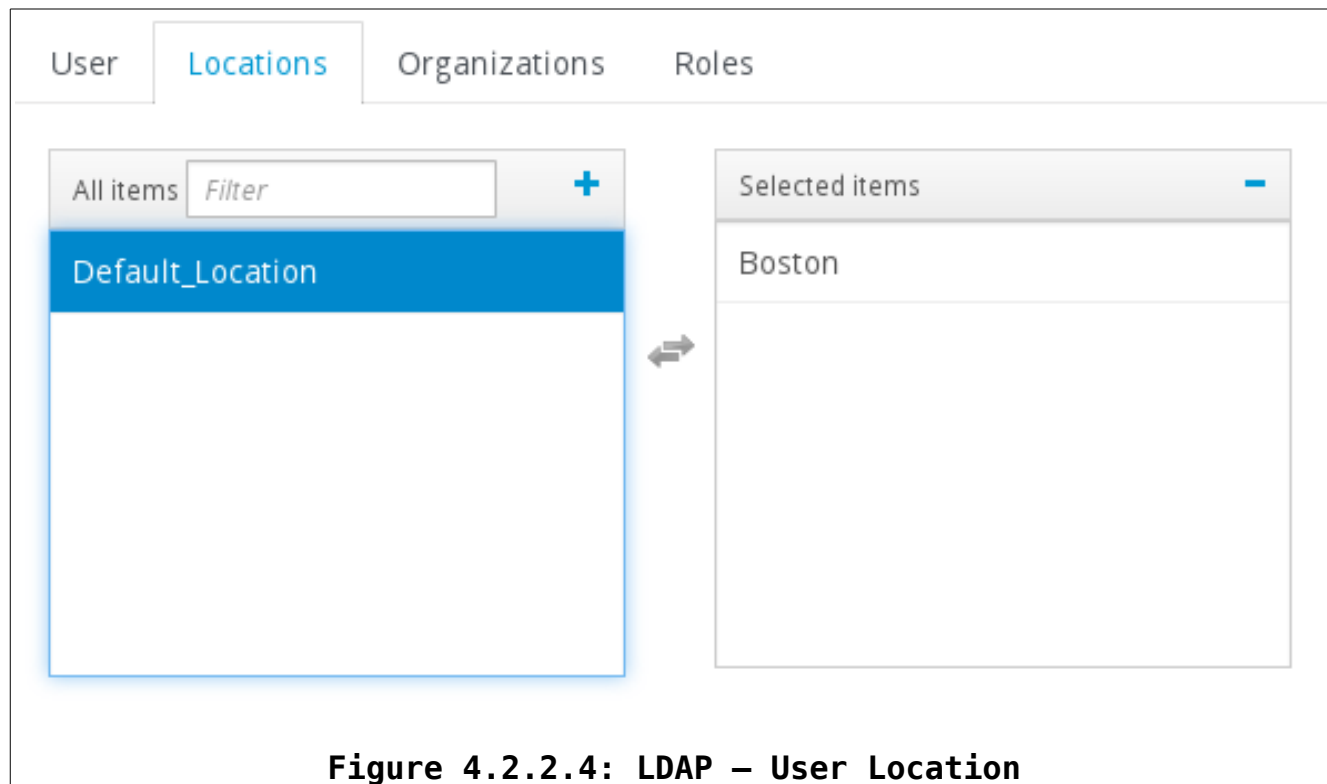 User Locations Organizations Roles
All items Filter + Selected items -
Default_Location Boston
Figure 4.2.2.4: LDAP – User Location